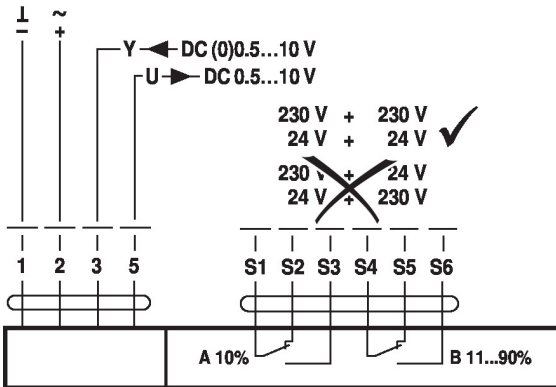 ⊥ ~
− +
Y DC (0)0.5...10 V
U DC 0.5...10 V
230 V + 230 V
24 V + 24 V
230 V + 24 V
24 V + 230 V
1 2 3 5 S1 S2 S3 S4 S5 S6
A 10% B 11...90%